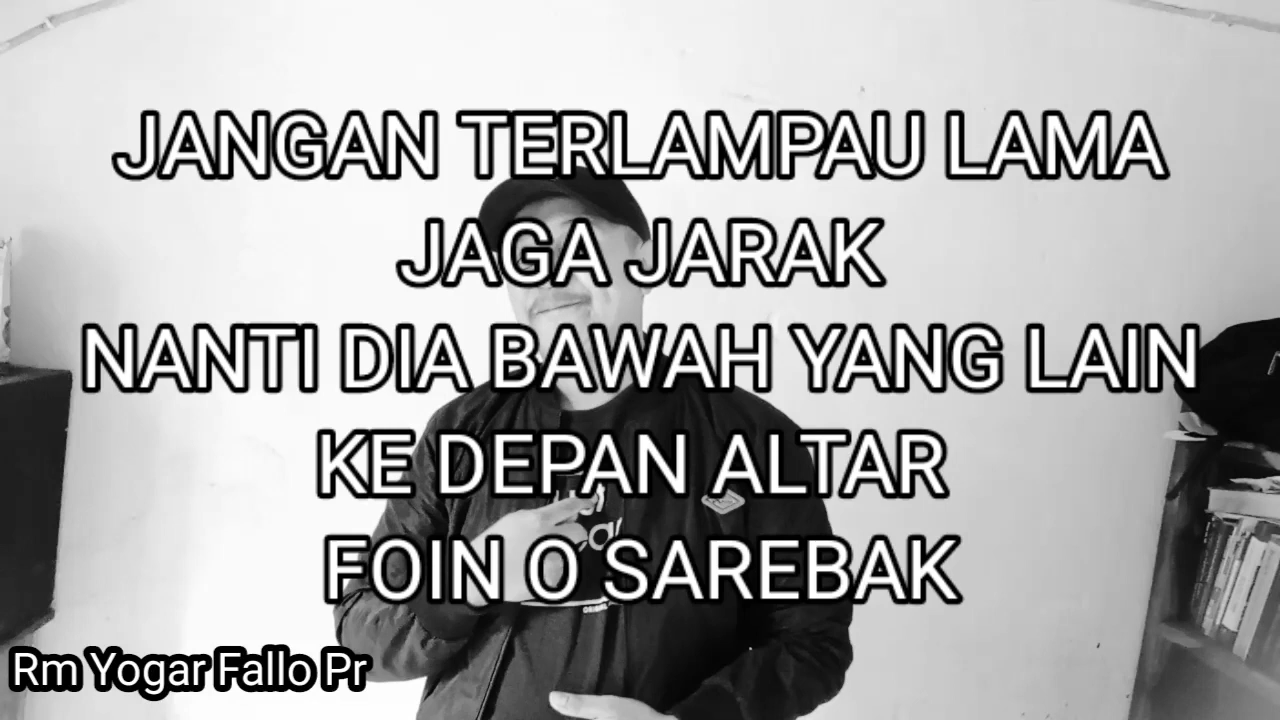 JANGAN TERLAMPAU LAMA
JAGA JARAK
NANTI DIA BAWAH YANG LAIN
KE DEPAN ALTAR
FOIN O SAREBAK
Rm Yogar Fallo Pr